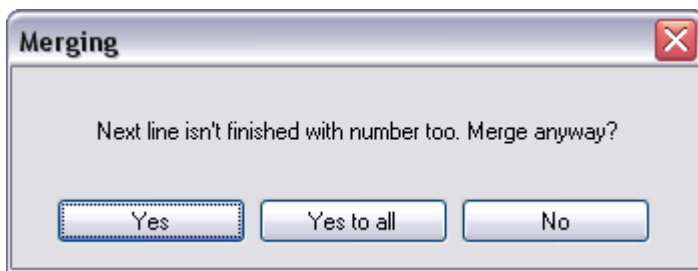 Merging
Next line isn't finished with number too. Merge anyway?
Yes
Yes to all
No